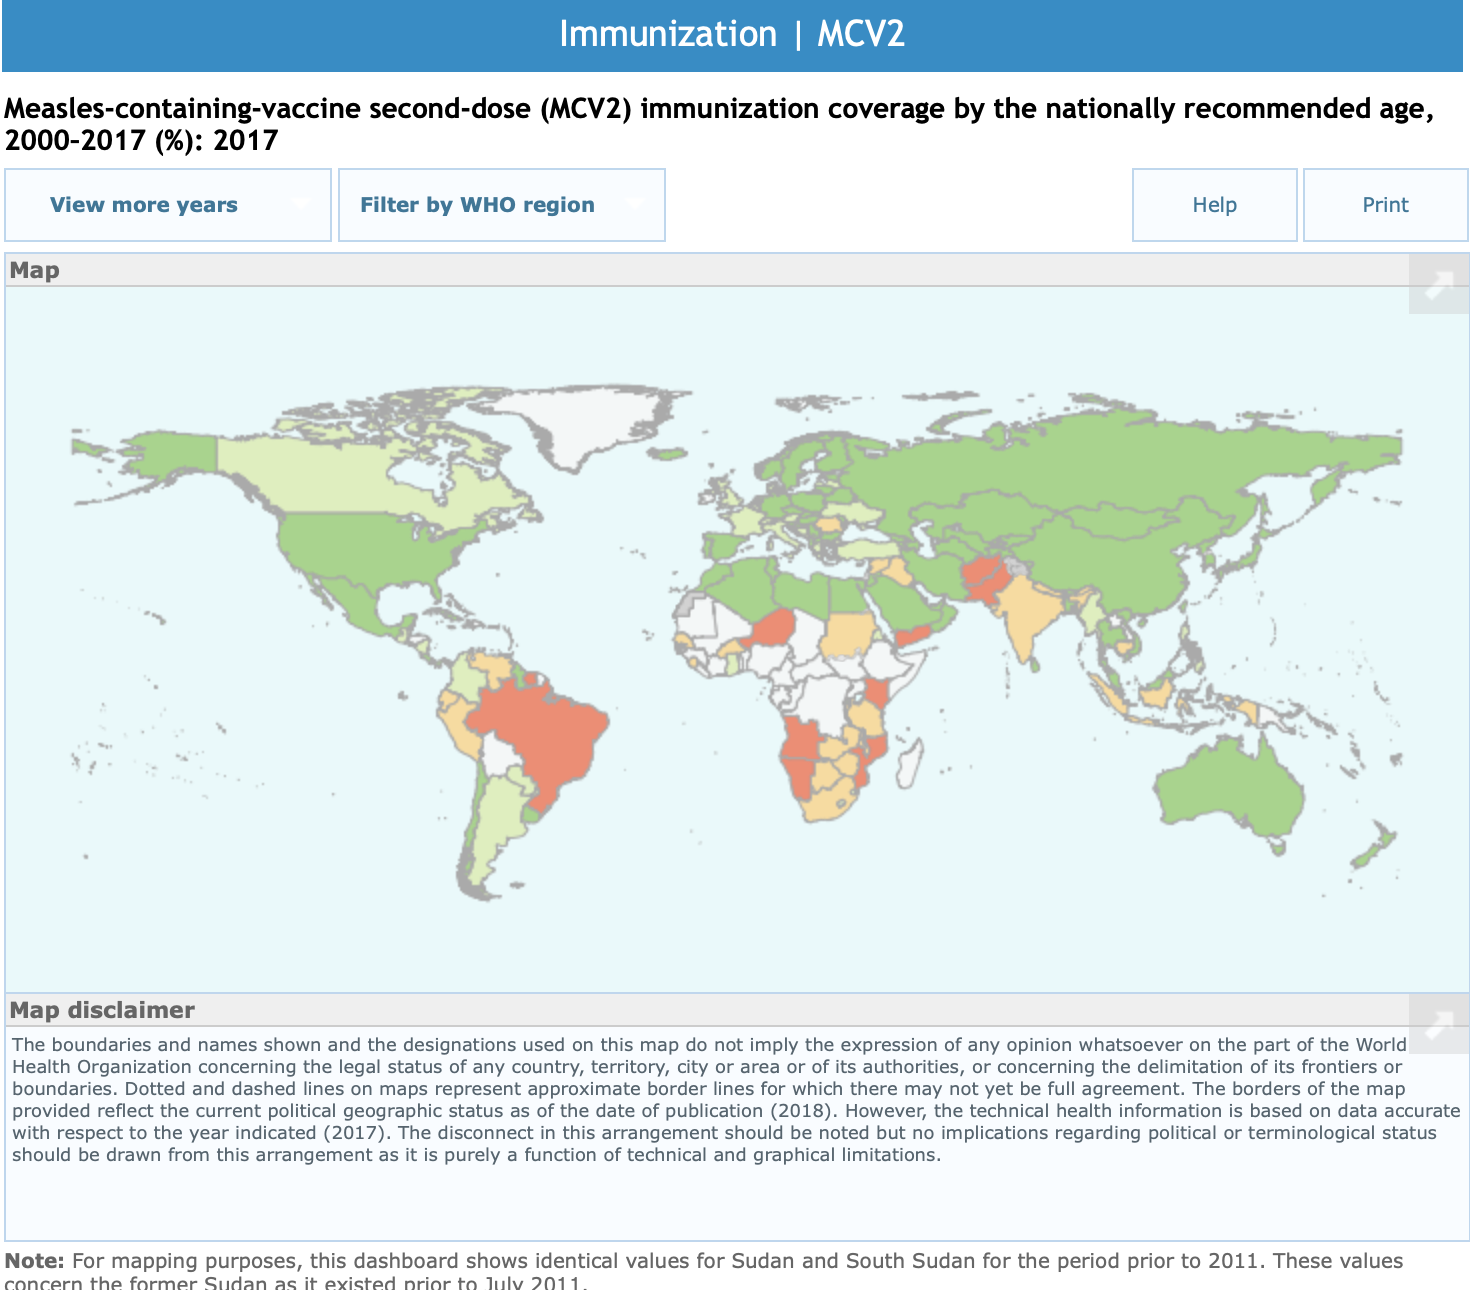 Immunization | MCV2
Measles-containing-vaccine second-dose (MCV2) immunization coverage by the nationally recommended age,
2000-2017 (%): 2017
View more years
Filter by WHO region
Help
Print
Map
Map disclaimer
The boundaries and names shown and the designations used on this map do not imply the expression of any opinion whatsoever on the part of the World
Health Organization concerning the legal status of any country, territory, city or area or of its authorities, or concerning the delimitation of its frontiers or
boundaries. Dotted and dashed lines on maps represent approximate border lines for which there may not yet be full agreement. The borders of the map
provided reflect the current political geographic status as of the date of publication (2018). However, the technical health information is based on data accurate
with respect to the year indicated (2017). The disconnect in this arrangement should be noted but no implications regarding political or terminological status
should be drawn from this arrangement as it is purely a function of technical and graphical limitations.
Note: For mapping purposes, this dashboard shows identical values for Sudan and South Sudan for the period prior to 2011. These values
concern the former Sudan as it existed prior to July 2011.